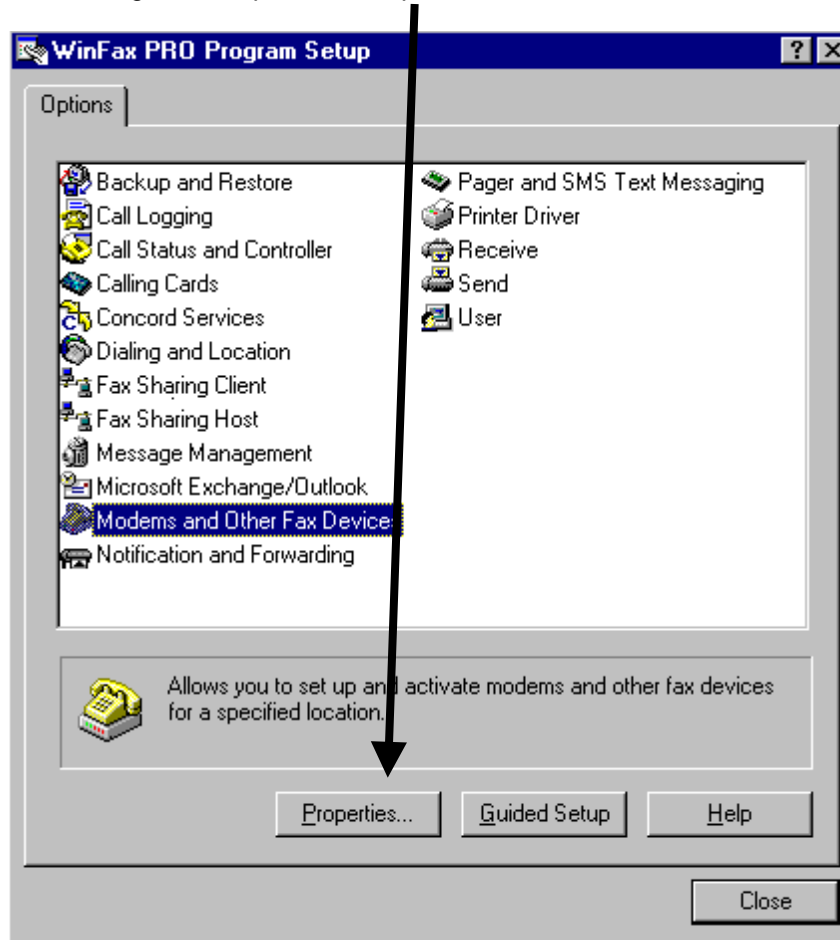 WinFax PRO Program Setup
Options
Backup and Restore
Call Logging
Call Status and Controller
Calling Cards
Concord Services
Dialing and Location
Fax Sharing Client
Fax Sharing Host
Message Management
Microsoft Exchange/Outlook
Modems and Other Fax Device
Notification and Forwarding
Pager and SMS Text Messaging
Printer Driver
Receive
Send
User
Allows you to set up and activate modems and other fax devices
for a specified location.
Properties...
Guided Setup
Help
Close